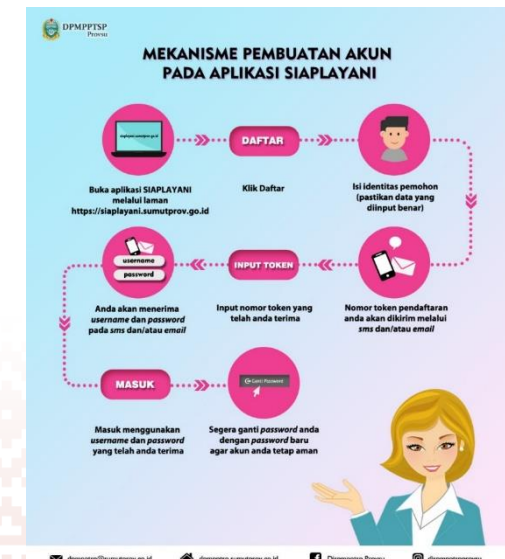 DPMPPTSP
Provsu
MEKANISME PEMBUATAN AKUN
PADA APLIKASI SIAPLAYANI
DAFTAR
Buka aplikasi SIAPLAYANI
melalui laman
https://siaplayani.sumutprov.go.id
Klik Daftar
Isi identitas pemohon
(pastikan data yang
diinput benar)
username
password
INPUT TOKEN
Anda akan menerima
username dan password
pada sms dan/atau email
Input nomor token yang
telah anda terima
Nomor token pendaftaran
anda akan dikirim melalui
sms dan/atau email
MASUK
Ganti Password
Masuk menggunakan
username dan password
yang telah anda terima
Segera ganti password anda
dengan password baru
agar akun anda tetap aman